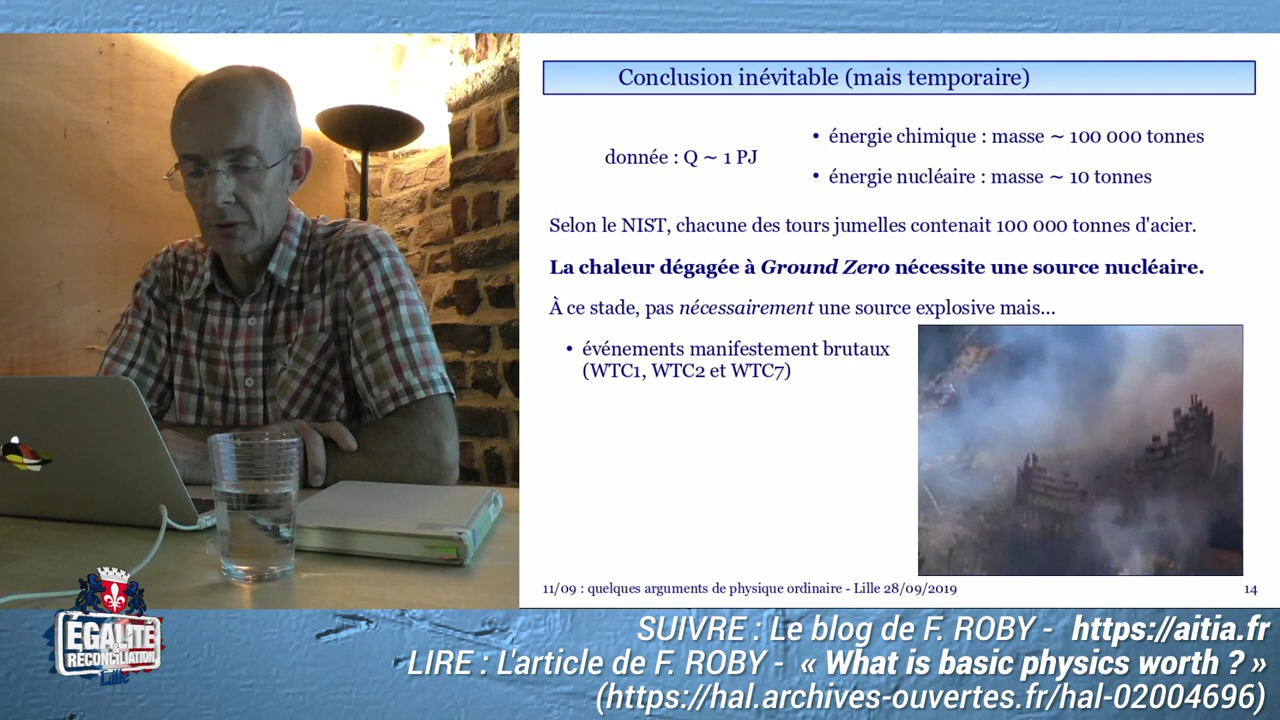 Conclusion inévitable (mais temporaire)
donnée : Q ~ 1 PJ
• énergie chimique : masse ~ 100 000 tonnes
• énergie nucléaire : masse ~ 10 tonnes
Selon le NIST, chacune des tours jumelles contenait 100 000 tonnes d'acier.
La chaleur dégagée à Ground Zero nécessite une source nucléaire.
À ce stade, pas nécessairement une source explosive mais...
• événements manifestement brutaux
(WTC1, WTC2 et WTC7)
11/09 : quelques arguments de physique ordinaire - Lille 28/09/2019
14
ÉGALITÉ
& RÉCONCILIATION
Lille
SUIVRE : Le blog de F. ROBY - https://aitia.fr
LIRE : L'article de F. ROBY - « What is basic physics worth ? »
(https://hal.archives-ouvertes.fr/hal-02004696)